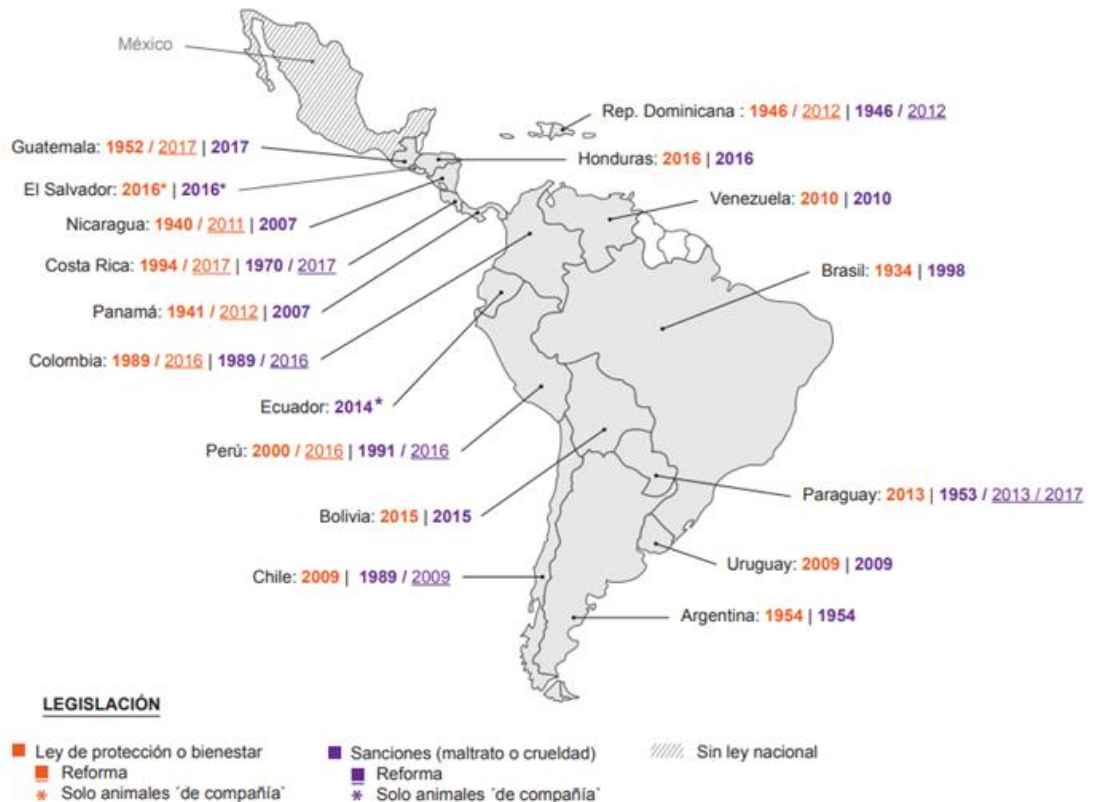 México
Rep. Dominicana : 1946 / 2012 | 1946 / 2012
Guatemala: 1952 / 2017 | 2017
Honduras: 2016 | 2016
El Salvador: 2016* | 2016*
Venezuela: 2010 | 2010
Nicaragua: 1940 / 2011 | 2007
Costa Rica: 1994 / 2017 | 1970 / 2017
Brasil: 1934 | 1998
Panamá: 1941 / 2012 | 2007
Colombia: 1989 / 2016 | 1989 / 2016
Ecuador: 2014*
Perú: 2000 / 2016 | 1991 / 2016
Paraguay: 2013 | 1953 / 2013 / 2017
Bolivia: 2015 | 2015
Uruguay: 2009 | 2009
Chile: 2009 | 1989 / 2009
Argentina: 1954 | 1954
LEGISLACIÓN
Ley de protección o bienestar
Reforma
* Solo animales ´de compañía´
Sanciones (maltrato o crueldad)
Reforma
* Solo animales ´de compañía´
Sin ley nacional